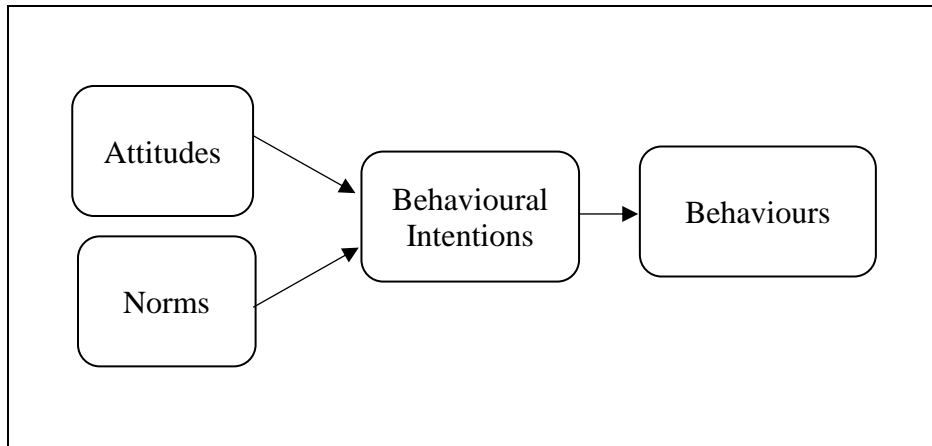 Attitudes
Norms
Behavioural
Intentions
Behaviours